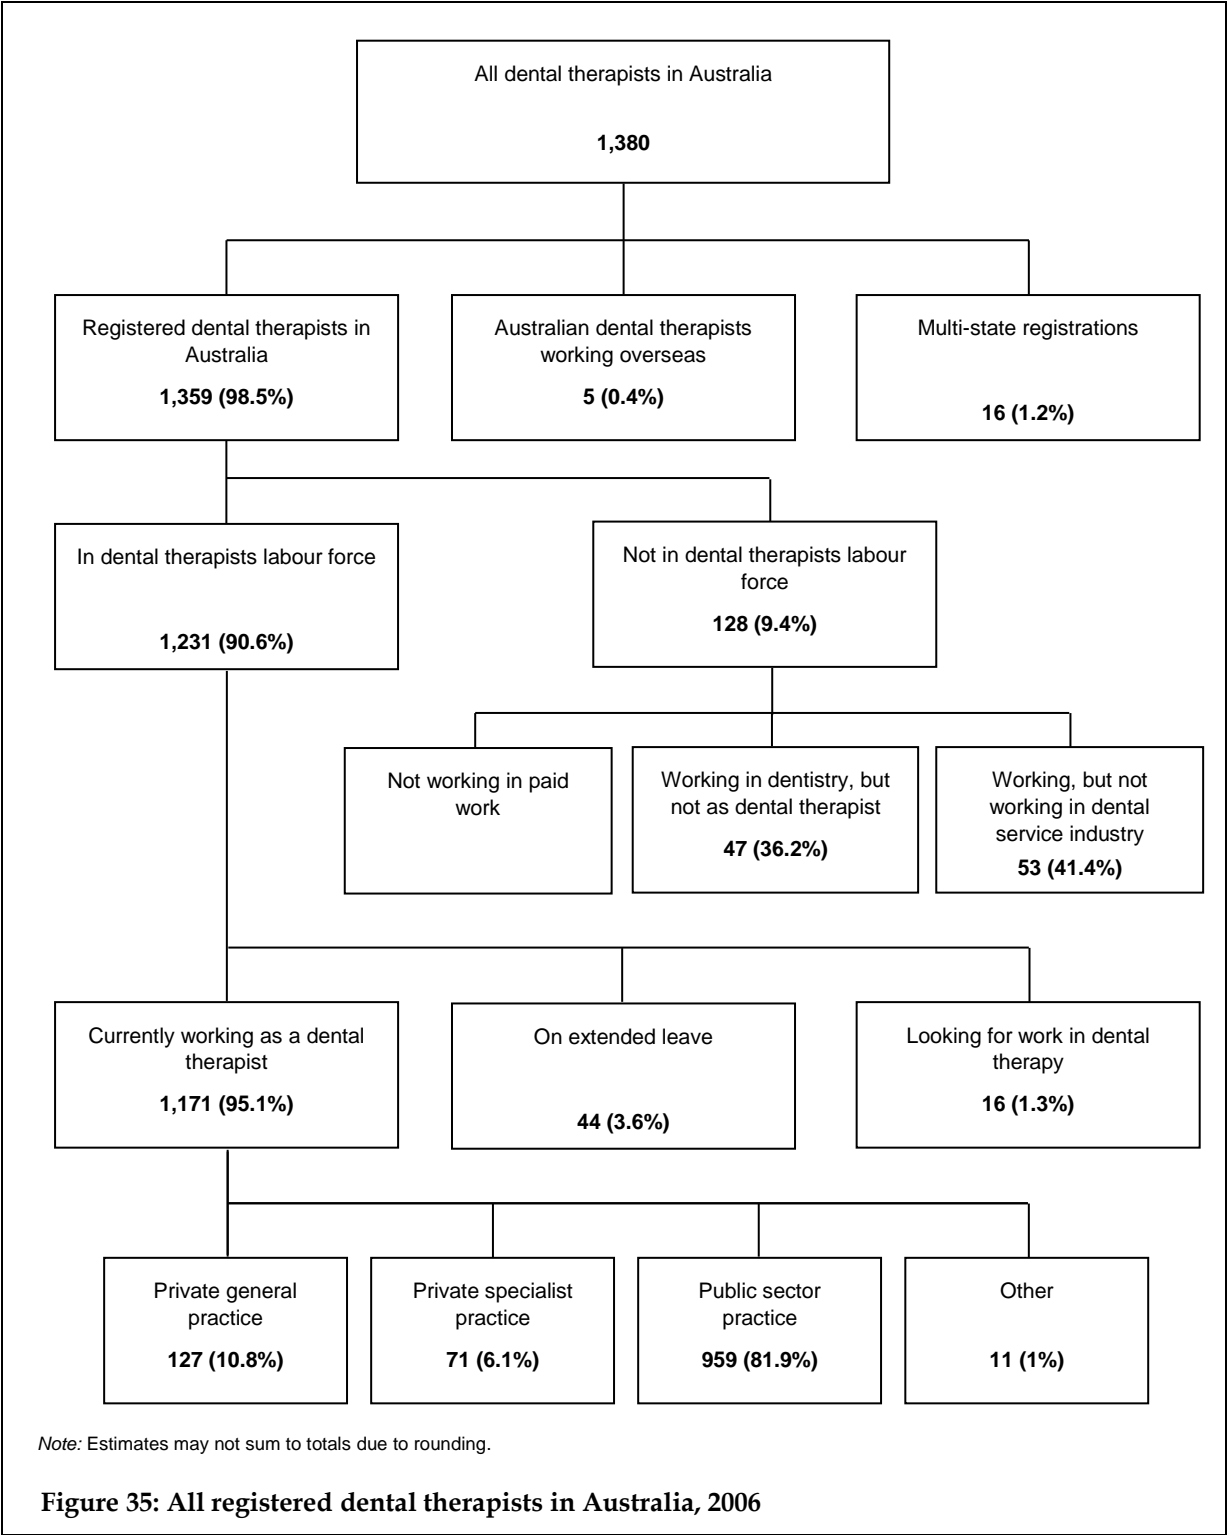 All dental therapists in Australia
1,380
Registered dental therapists in
Australia
1,359 (98.5%)
Australian dental therapists
working overseas
5 (0.4%)
Multi-state registrations
16 (1.2%)
In dental therapists labour force
1,231 (90.6%)
Not in dental therapists labour
force
128 (9.4%)
Not working in paid
work
Working in dentistry, but
not as dental therapist
47 (36.2%)
Working, but not
working in dental
service industry
53 (41.4%)
Currently working as a dental
therapist
1,171 (95.1%)
On extended leave
44 (3.6%)
Looking for work in dental
therapy
16 (1.3%)
Private general
practice
127 (10.8%)
Private specialist
practice
71 (6.1%)
Public sector
practice
959 (81.9%)
Other
11 (1%)
Note: Estimates may not sum to totals due to rounding.
Figure 35: All registered dental therapists in Australia, 2006